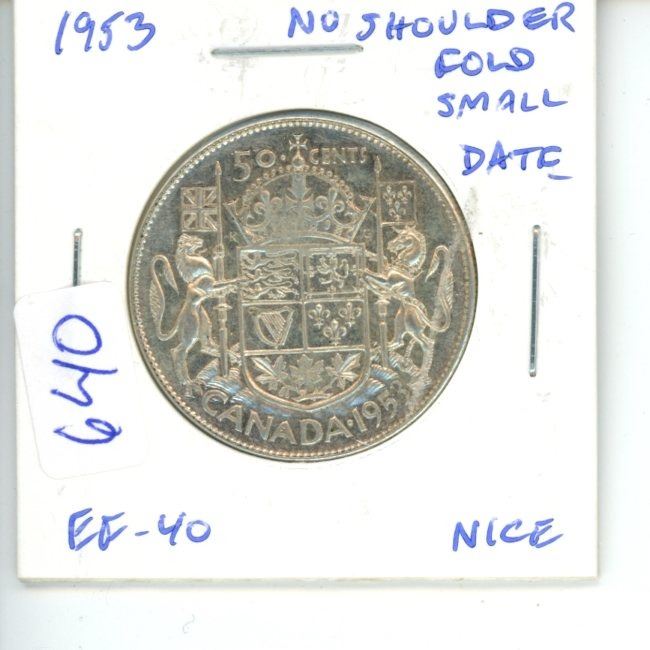 1953 NO SHOULDER
FOLD
SMALL
DATE
50 · CENTS
CANADA · 1953
640
EF-40 NICE